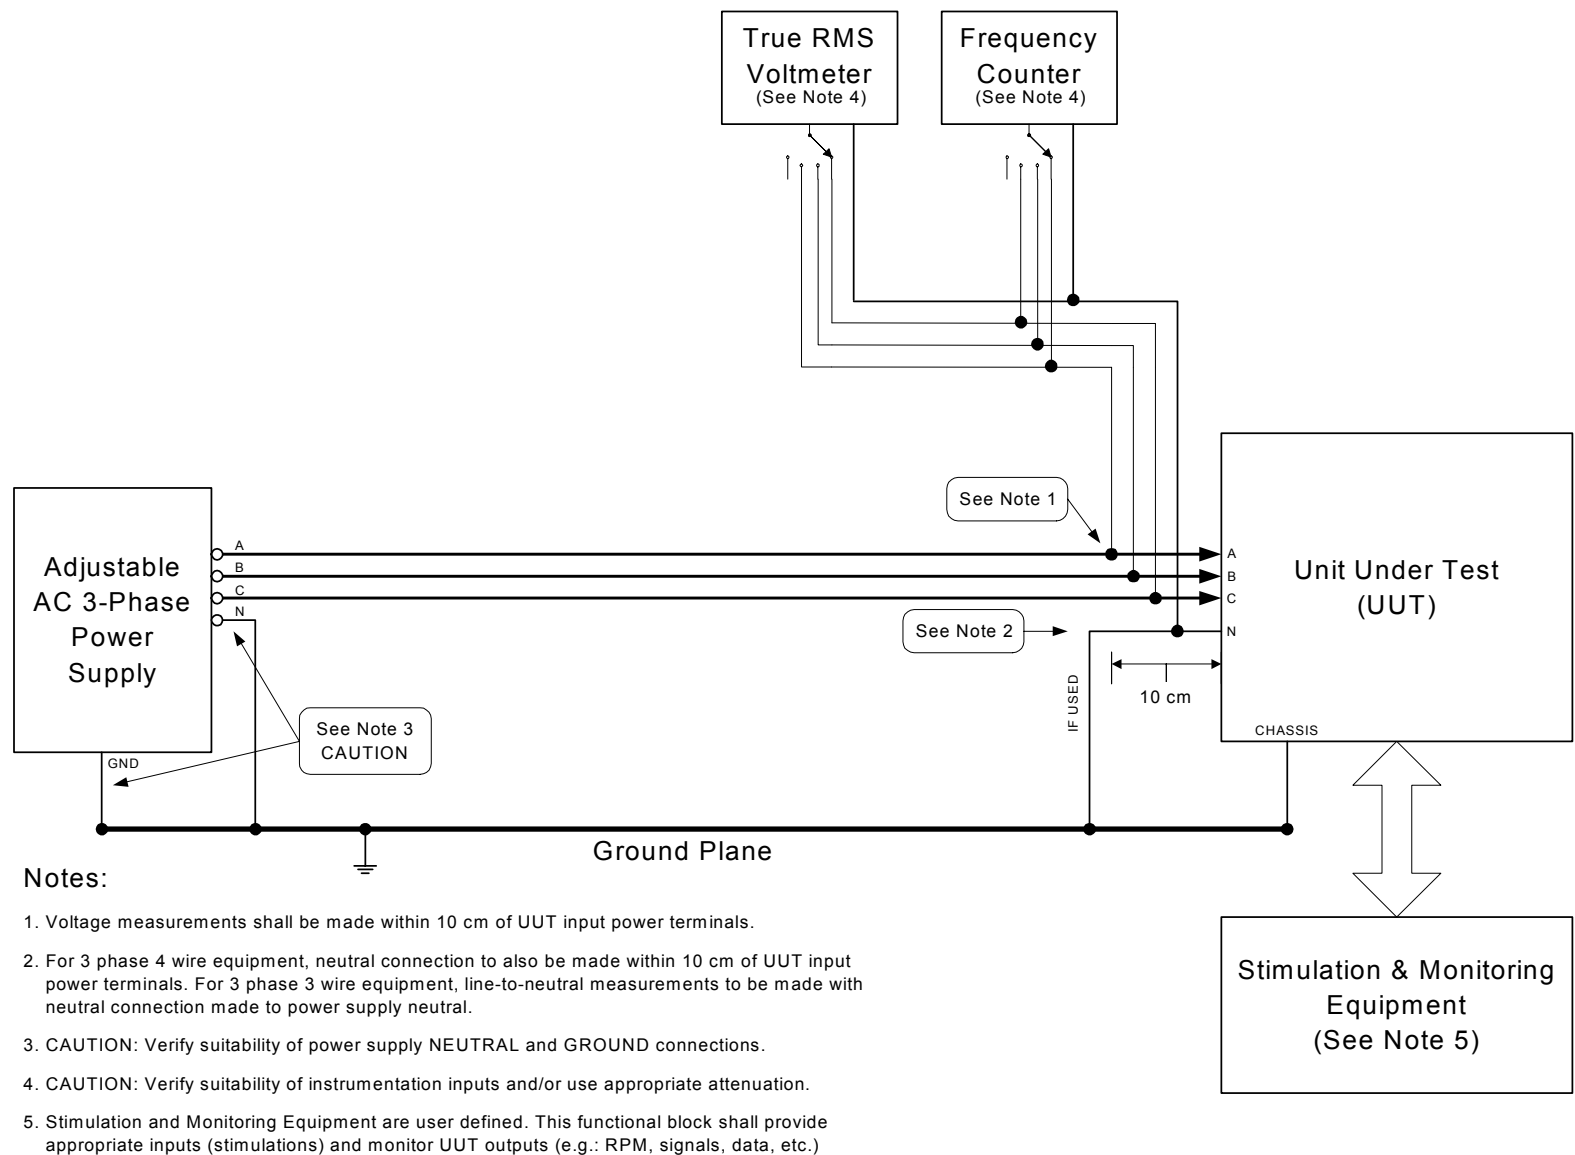 True RMS
Voltmeter
(See Note 4)
Frequency
Counter
(See Note 4)
See Note 1
Adjustable
AC 3-Phase
Power
Supply
A
B
C
N
A
B
C
N
Unit Under Test
(UUT)
See Note 2
10 cm
IF USED
See Note 3
CAUTION
CHASSIS
GND
Ground Plane
Stimulation & Monitoring
Equipment
(See Note 5)
Notes:
1. Voltage measurements shall be made within 10 cm of UUT input power terminals.
2. For 3 phase 4 wire equipment, neutral connection to also be made within 10 cm of UUT input
power terminals. For 3 phase 3 wire equipment, line-to-neutral measurements to be made with
neutral connection made to power supply neutral.
3. CAUTION: Verify suitability of power supply NEUTRAL and GROUND connections.
4. CAUTION: Verify suitability of instrumentation inputs and/or use appropriate attenuation.
5. Stimulation and Monitoring Equipment are user defined. This functional block shall provide
appropriate inputs (stimulations) and monitor UUT outputs (e.g.: RPM, signals, data, etc.)